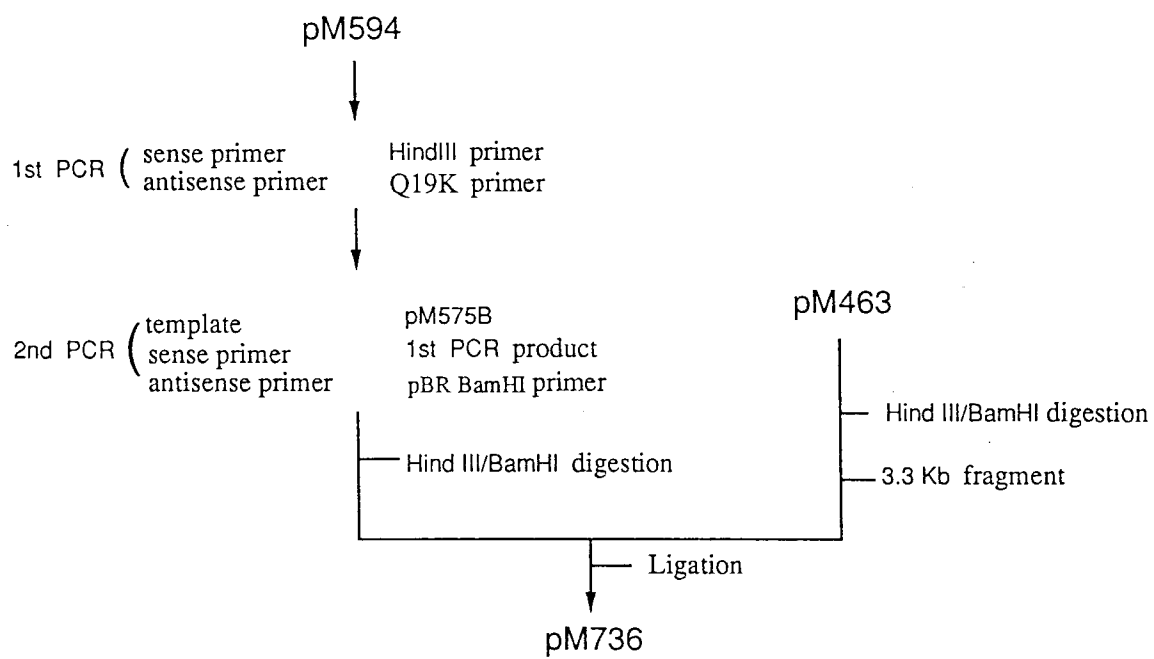 pM594
1st PCR ( sense primer HindIII primer
antisense primer Q19K primer
template pM575B
2nd PCR ( sense primer 1st PCR product
antisense primer pBR BamHI primer
Hind III/BamHI digestion
pM463
Hind III/BamHI digestion
3.3 Kb fragment
Ligation
pM736